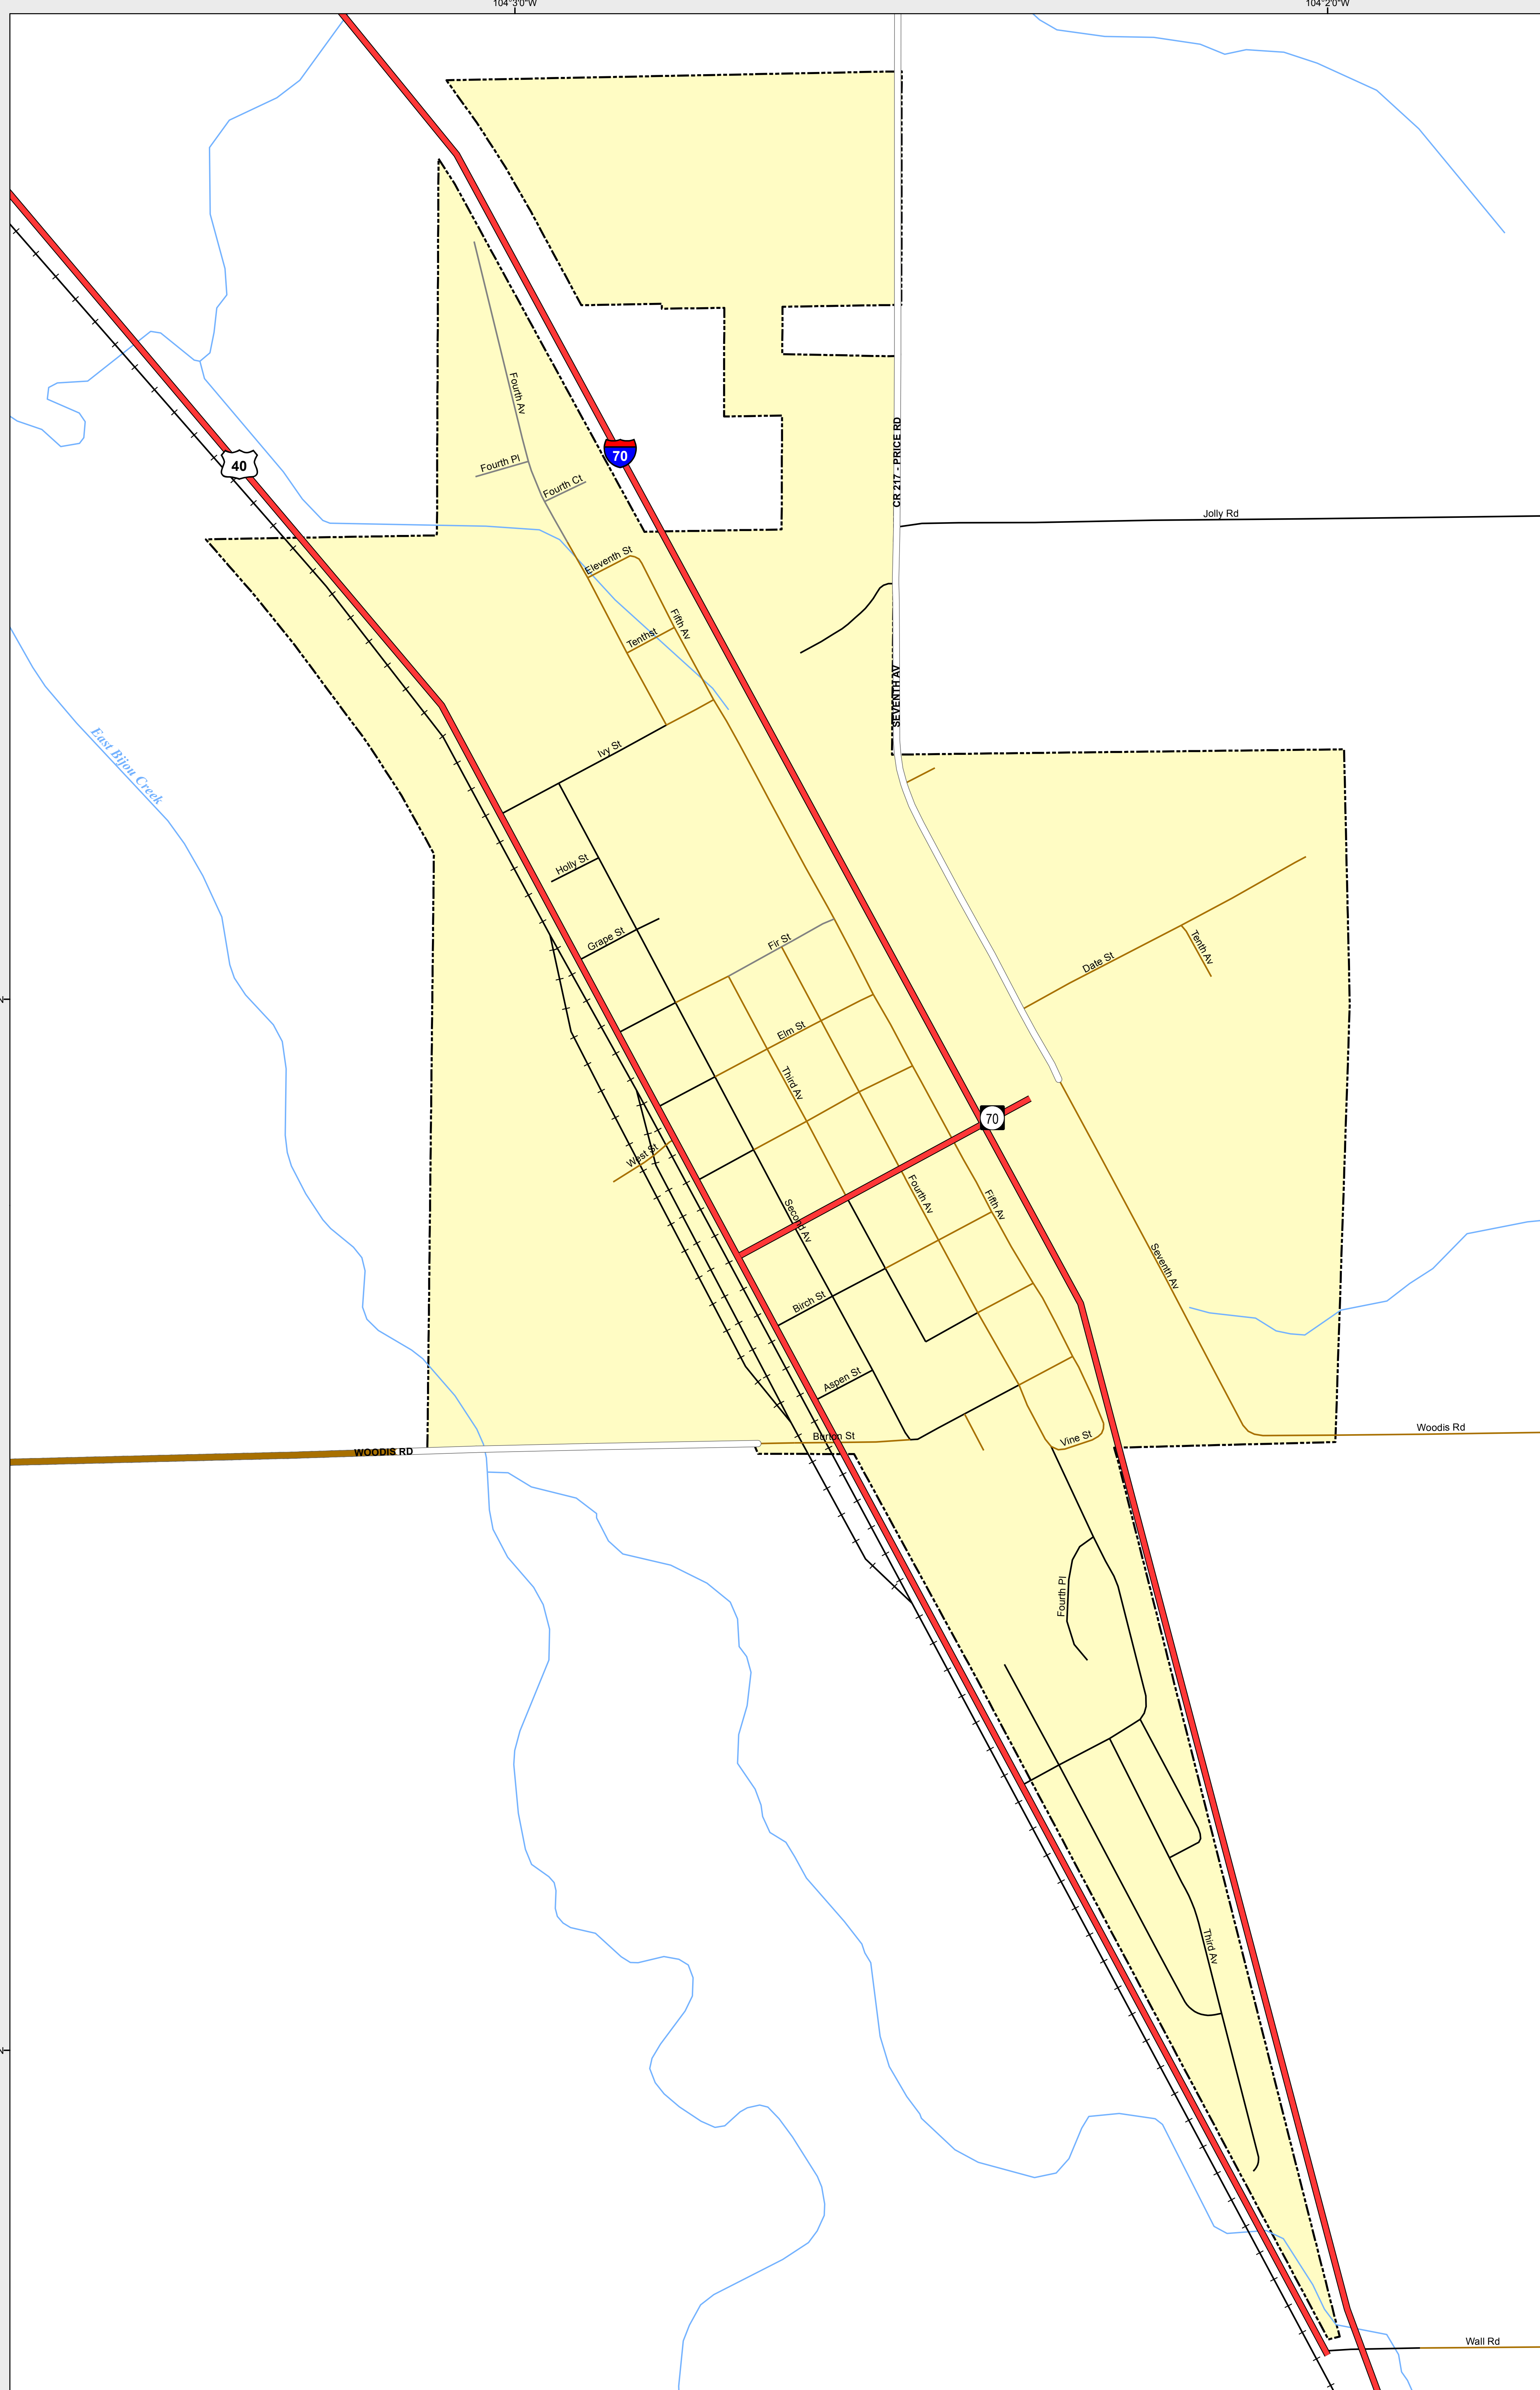 104°3'0"W
104°2'0"W
Fourth Av
CR 217 - PRICE RD
70
Fourth Pl
40
Fourth Ct
Jolly Rd
Eleventh St
Fifth Av
Tenthst
SEVENTH AV
East Bijou Creek
Ivy St
Holly St
Grape St
Fir St
Date St
Tenth Av
N
Elm St
Third Av
70
West St
Fourth Av
Second Av
Fifth Av
Seventh Av
Birch St
Aspen St
Woodis Rd
Burton St
Vine St
WOODIS RD
Fourth Pl
Third Av
N
Wall Rd